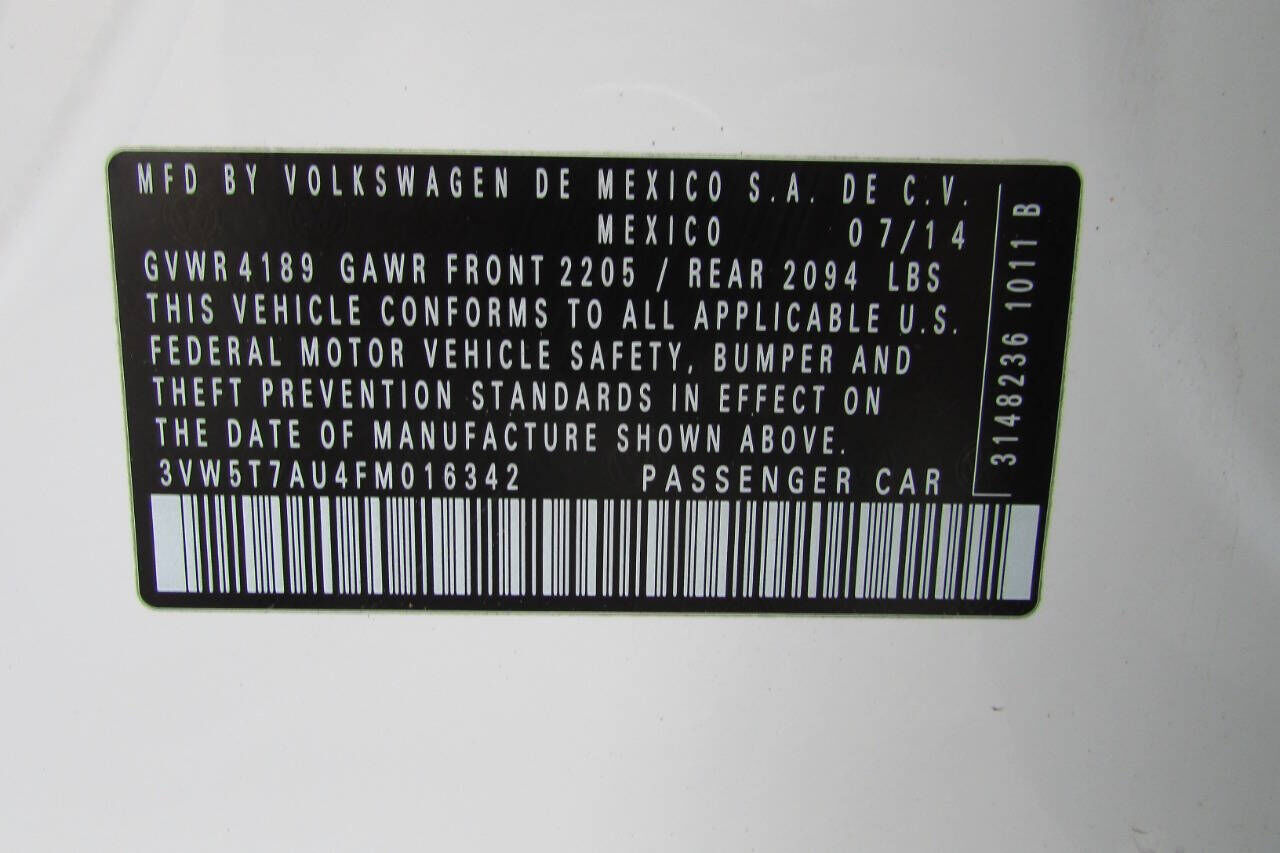 MFD BY VOLKSWAGEN DE MEXICO S.A. DE C.V.
MEXICO 07/14
GVWR 4189 GAWR FRONT 2205 / REAR 2094 LBS
THIS VEHICLE CONFORMS TO ALL APPLICABLE U.S.
FEDERAL MOTOR VEHICLE SAFETY, BUMPER AND
THEFT PREVENTION STANDARDS IN EFFECT ON
THE DATE OF MANUFACTURE SHOWN ABOVE.
3VW5T7AU4FM016342 PASSENGER CAR
3148236 1011 B